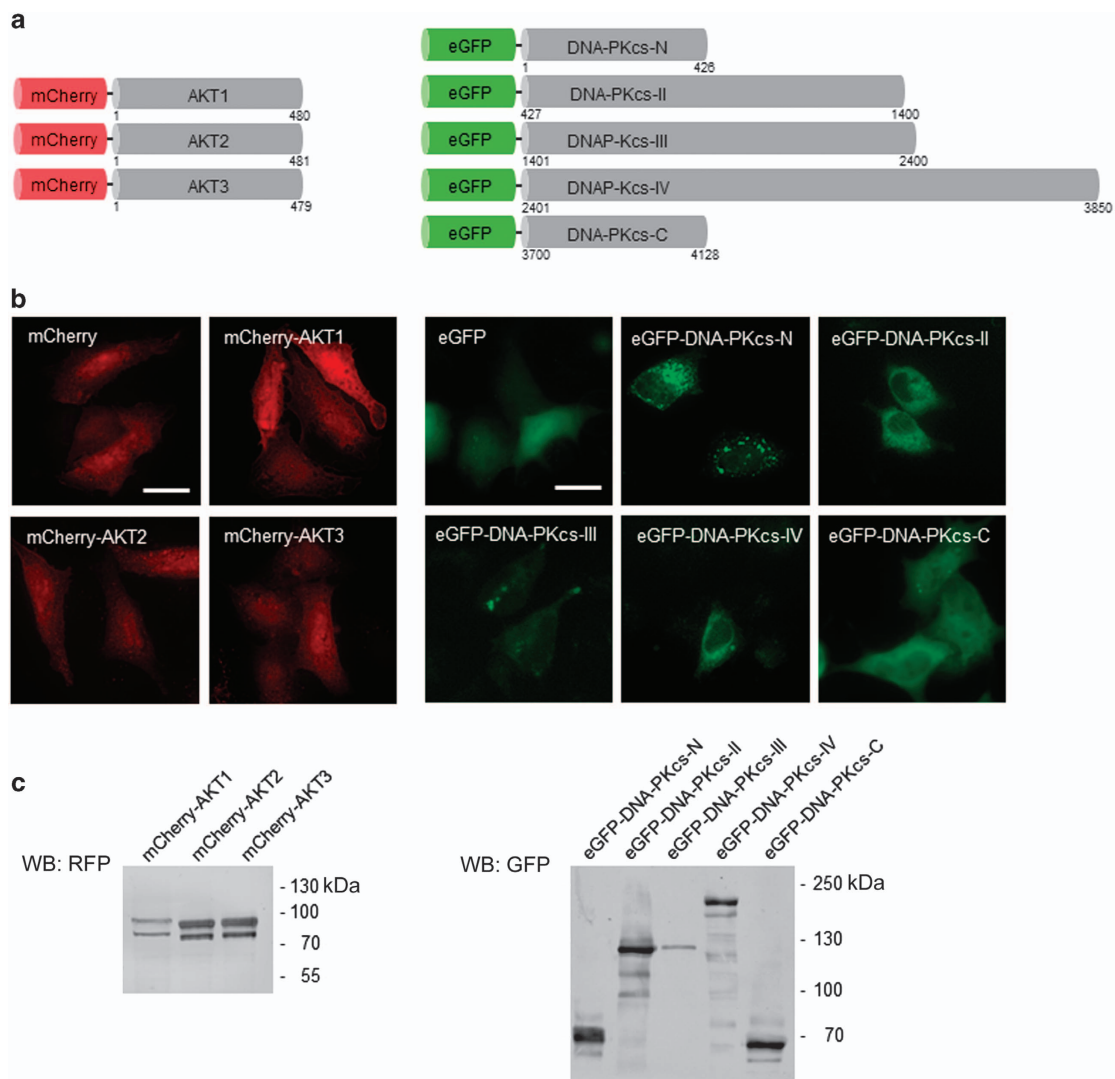 a
mCherry AKT1
1 480
mCherry AKT2
1 481
mCherry AKT3
1 479
eGFP DNA-PKcs-N
1 426
eGFP DNA-PKcs-II
427 1400
eGFP DNAP-Kcs-III
1401 2400
eGFP DNAP-Kcs-IV
2401 3850
eGFP DNA-PKcs-C
3700 4128
b
mCherry
mCherry-AKT1
eGFP
eGFP-DNA-PKcs-N
eGFP-DNA-PKcs-II
mCherry-AKT2
mCherry-AKT3
eGFP-DNA-PKcs-III
eGFP-DNA-PKcs-IV
eGFP-DNA-PKcs-C
c
mCherry-AKT1
mCherry-AKT2
mCherry-AKT3
WB: RFP
- 130 kDa
- 100
- 70
- 55
eGFP-DNA-PKcs-N
eGFP-DNA-PKcs-II
eGFP-DNA-PKcs-III
eGFP-DNA-PKcs-IV
eGFP-DNA-PKcs-C
WB: GFP
- 250 kDa
- 130
- 100
- 70